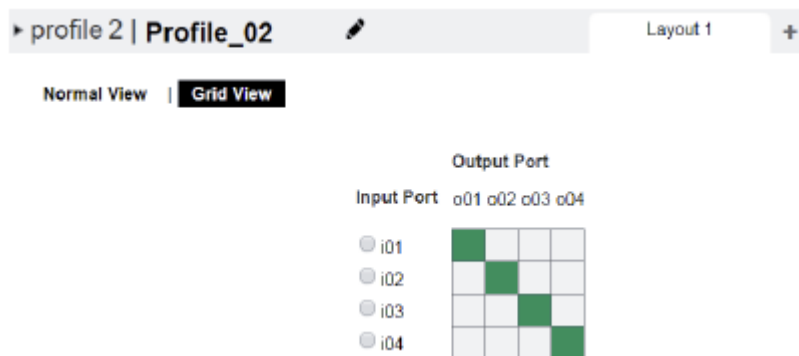 profile 2 | Profile_02 Layout 1 +
Normal View | Grid View
Output Port
Input Port o01 o02 o03 o04
i01
i02
i03
i04